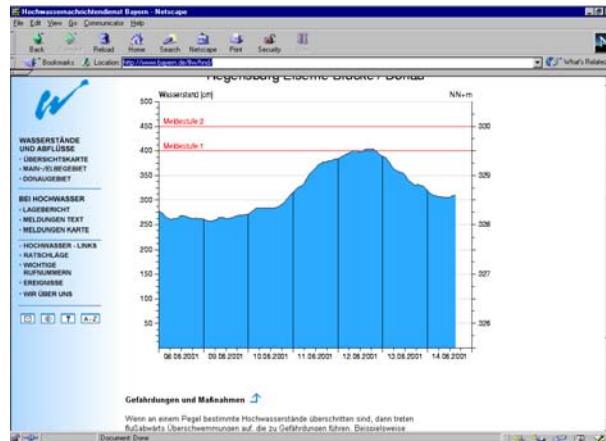 Hochwassernachrichtendienst Bayern - Netscape
File Edit View Go Communicator Help
Back Reload Home Search Netscape Print Security
Bookmarks Location: http://www.bayern.de/lfw/hnd/ What's Related
Regensburg Eiserne Brücke / Donau
Wasserstand [cm] NN+m
500
450 Meldestufe 2 330
400 Meldestufe 1
350 329
300
250 328
200
150 327
100
50 326
08.06.2001 09.06.2001 10.06.2001 11.06.2001 12.06.2001 13.06.2001 14.06.2001
WASSERSTÄNDE
UND ABFLÜSSE
- ÜBERSICHTSKARTE
- MAIN-/ELBEGEBIET
- DONAUGEBIET
BEI HOCHWASSER
- LAGEBERICHT
- MELDUNGEN TEXT
- MELDUNGEN KARTE
- HOCHWASSER - LINKS
- RATSCHLÄGE
- WICHTIGE
RUFNUMMERN
- EREIGNISSE
- WIR ÜBER UNS
? A-Z
Gefährdungen und Maßnahmen
Wenn an einem Pegel bestimmte Hochwasserstände überschritten sind, dann treten
flußabwärts Überschwemmungen auf, die zu Gefährdungen führen. Beispielsweise
Document: Done